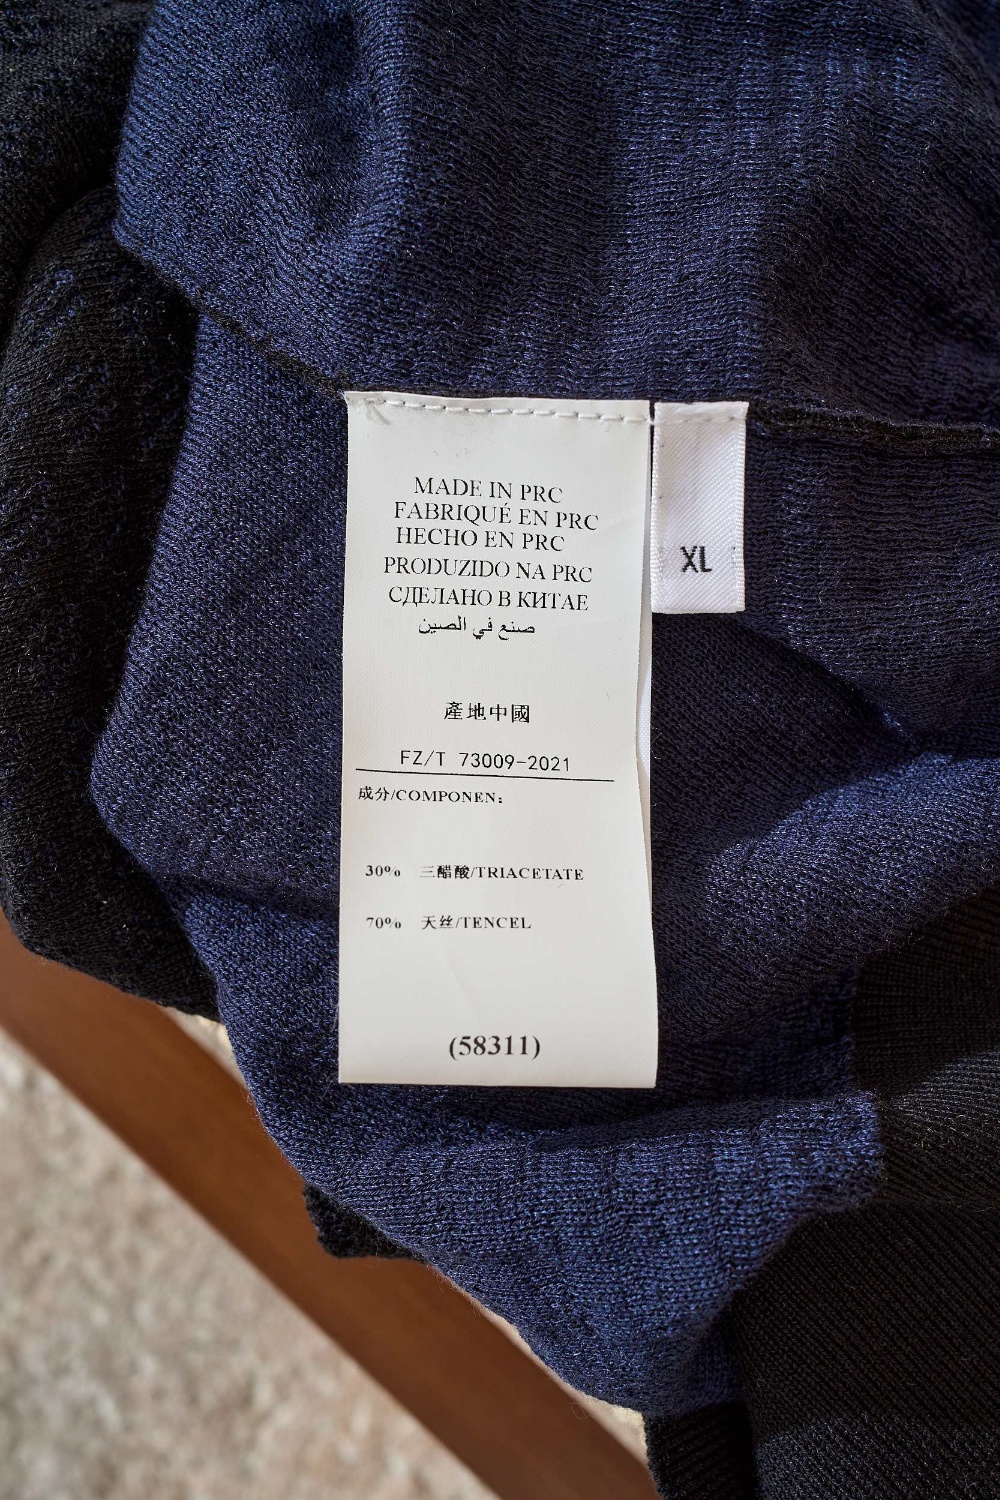 MADE IN PRC
FABRIQUÉ EN PRC
HECHO EN PRC
PRODUZIDO NA PRC
СДЕЛАНО В КИТАЕ
صنع في الصين
產地中國
FZ/T 73009-2021
成分/COMPONEN:
30% 三醋酸/TRIACETATE
70% 天丝/TENCEL
(58311)
XL